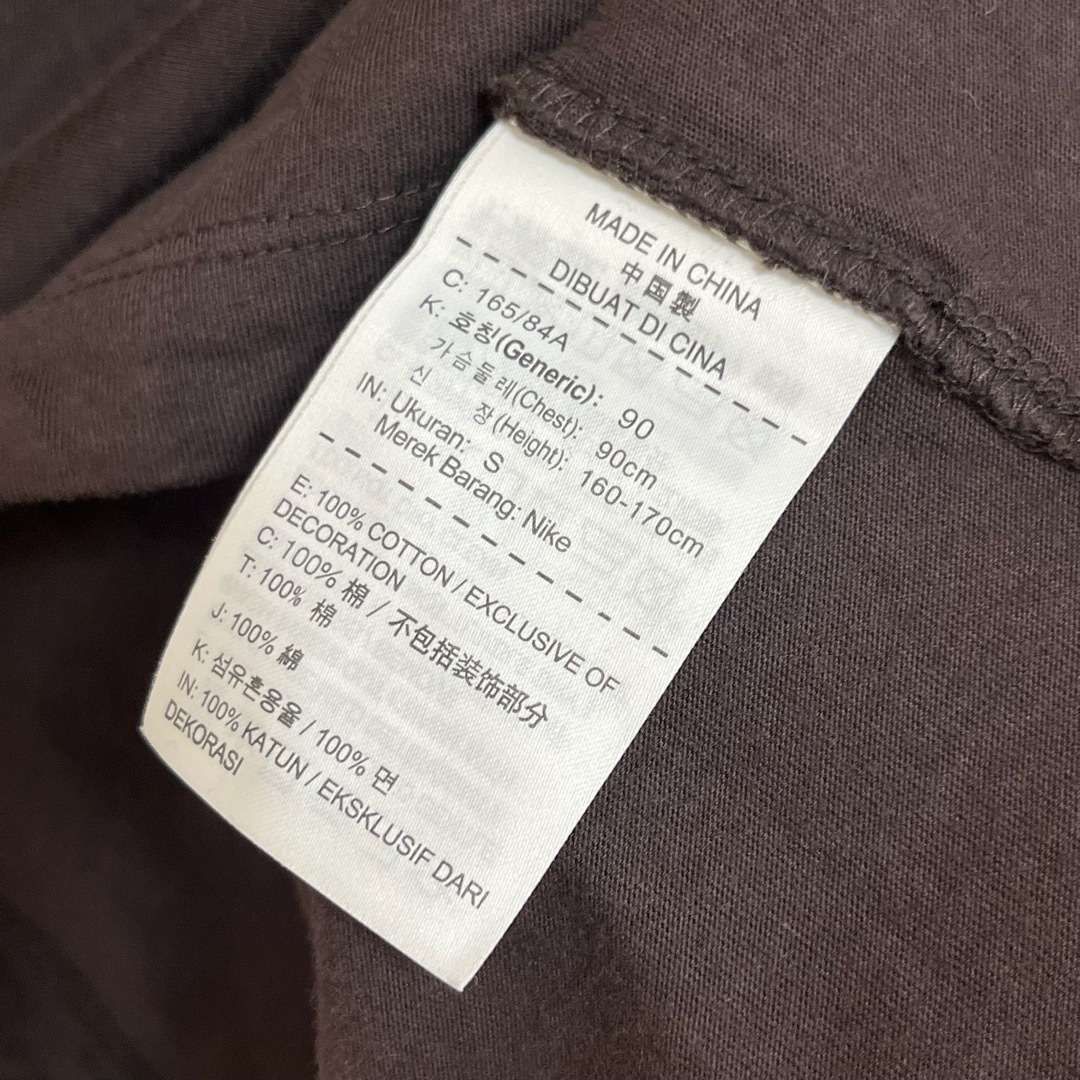 MADE IN CHINA
中国製
DIBUAT DI CINA
C: 165/84A
K: 호칭(Generic): 90
가슴둘레(Chest): 90cm
신 장(Height): 160-170cm
IN: Ukuran: S
Merek Barang: Nike
E: 100% COTTON / EXCLUSIVE OF
DECORATION
C: 100% 棉 / 不包括装饰部分
T: 100% 棉
J: 100% 綿
K: 섬유혼용율 / 100% 면
IN: 100% KATUN / EKSKLUSIF DARI
DEKORASI